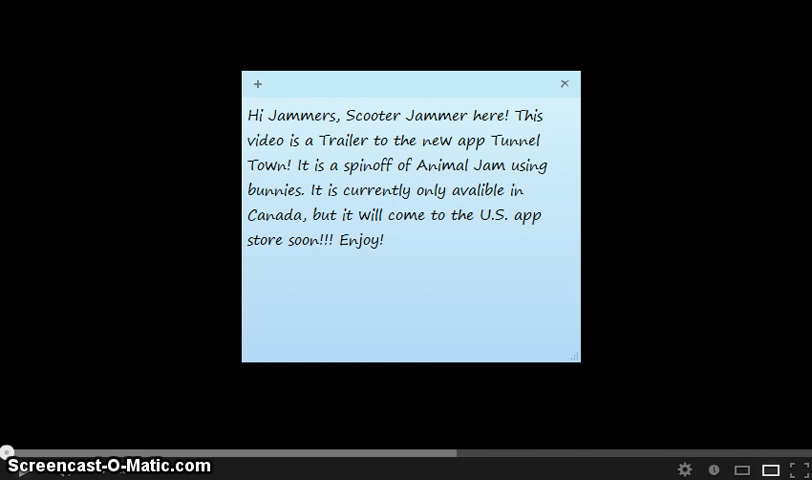 Hi Jammers, Scooter Jammer here! This
video is a Trailer to the new app Tunnel
Town! It is a spinoff of Animal Jam using
bunnies. It is currently only avalible in
Canada, but it will come to the U.S. app
store soon!!! Enjoy!
Screencast-O-Matic.com